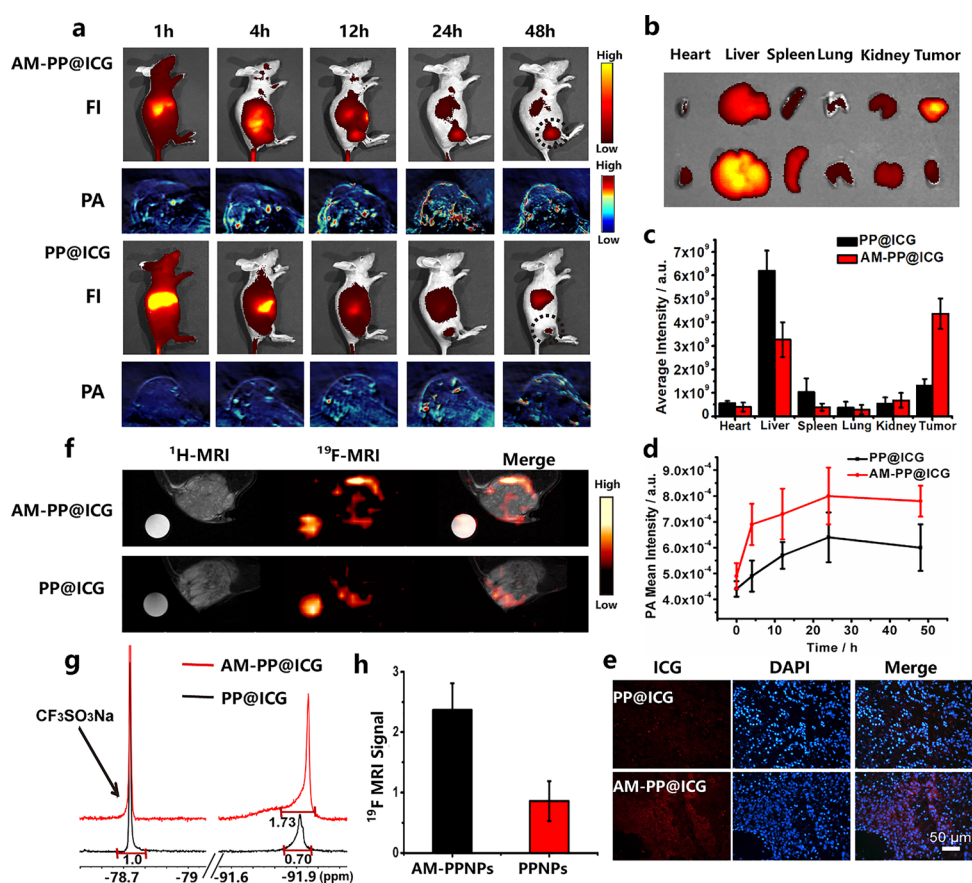 a
1h 4h 12h 24h 48h
AM-PP@ICG
FI
High
Low
PA
High
Low
PP@ICG
FI
PA
b
Heart Liver Spleen Lung Kidney Tumor
c
PP@ICG
AM-PP@ICG
Average Intensity / a.u.
7x10⁹
6x10⁹
5x10⁹
4x10⁹
3x10⁹
2x10⁹
1x10⁹
0
Heart Liver Spleen Lung Kidney Tumor
d
PP@ICG
AM-PP@ICG
PA Mean Intensity / a.u.
9.0x10⁻⁴
8.0x10⁻⁴
7.0x10⁻⁴
6.0x10⁻⁴
5.0x10⁻⁴
4.0x10⁻⁴
0 10 20 30 40 50
Time / h
e
ICG DAPI Merge
PP@ICG
AM-PP@ICG
50 μm
f
¹H-MRI ¹⁹F-MRI Merge
AM-PP@ICG
PP@ICG
High
Low
g
AM-PP@ICG
PP@ICG
CF₃SO₃Na
1.73
1.0 0.70
-78.7 -79 -91.6 -91.9 (ppm)
h
¹⁹F MRI Signal
3
2
1
0
AM-PPNPs PPNPs